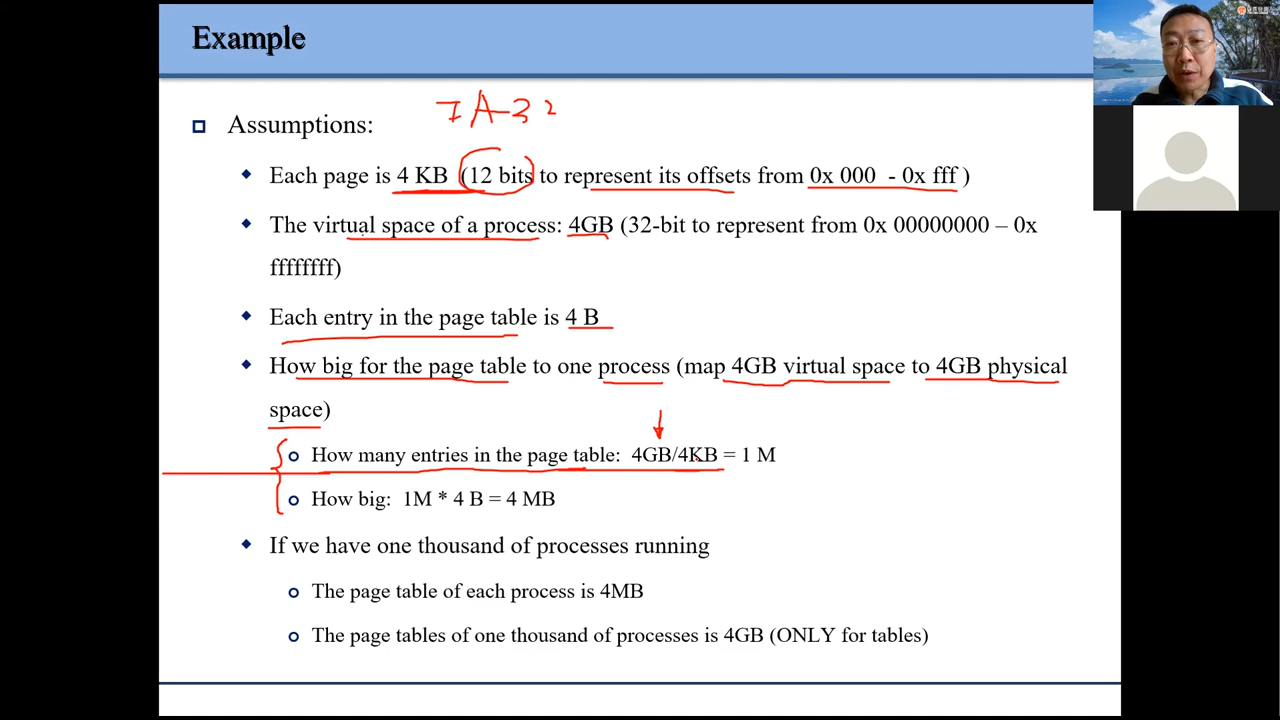 Example
IA-32
Assumptions:
Each page is 4 KB (12 bits to represent its offsets from 0x 000 - 0x fff )
The virtual space of a process: 4GB (32-bit to represent from 0x 00000000 – 0x
ffffffff)
Each entry in the page table is 4 B
How big for the page table to one process (map 4GB virtual space to 4GB physical
space)
How many entries in the page table: 4GB/4KB = 1 M
How big: 1M * 4 B = 4 MB
If we have one thousand of processes running
The page table of each process is 4MB
The page tables of one thousand of processes is 4GB (ONLY for tables)